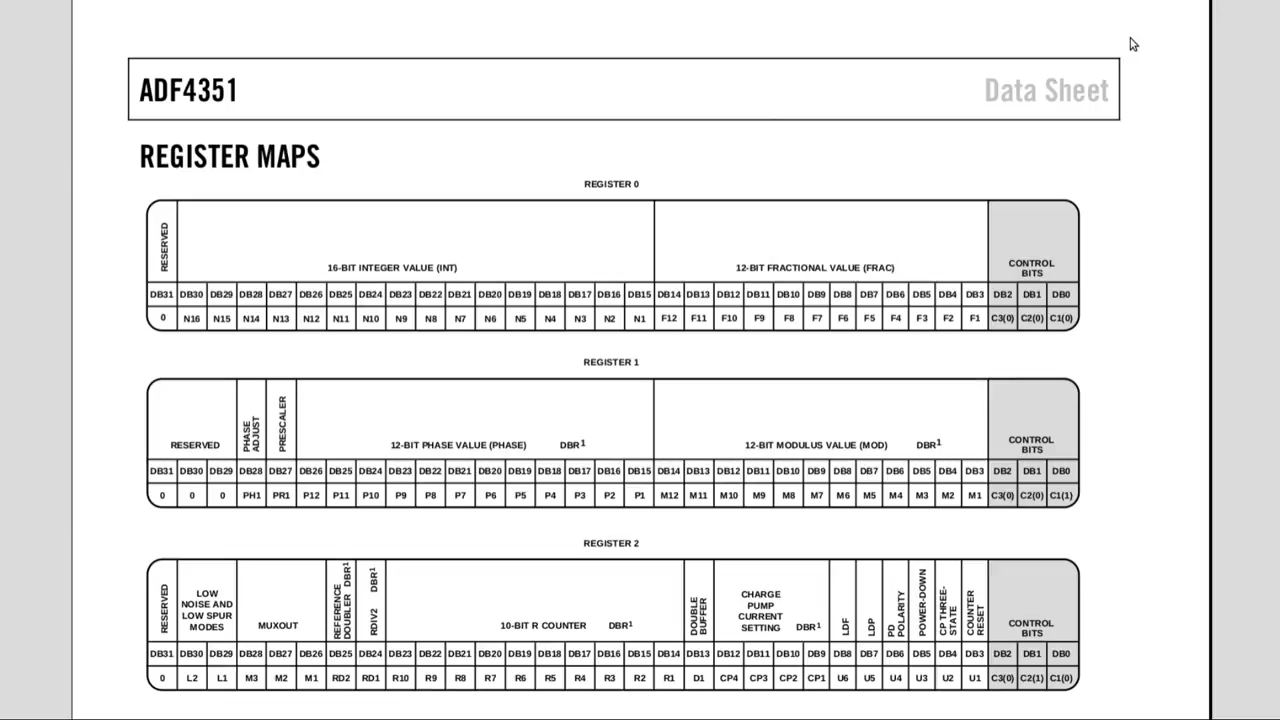 ADF4351 Data Sheet
REGISTER MAPS
REGISTER 0
RESERVED 16-BIT INTEGER VALUE (INT) 12-BIT FRACTIONAL VALUE (FRAC) CONTROL BITS
DB31 DB30 DB29 DB28 DB27 DB26 DB25 DB24 DB23 DB22 DB21 DB20 DB19 DB18 DB17 DB16 DB15 DB14 DB13 DB12 DB11 DB10 DB9 DB8 DB7 DB6 DB5 DB4 DB3 DB2 DB1 DB0
0 N16 N15 N14 N13 N12 N11 N10 N9 N8 N7 N6 N5 N4 N3 N2 N1 F12 F11 F10 F9 F8 F7 F6 F5 F4 F3 F2 F1 C3(0) C2(0) C1(0)
REGISTER 1
RESERVED PHASE ADJUST PRESCALER 12-BIT PHASE VALUE (PHASE) DBR1 12-BIT MODULUS VALUE (MOD) DBR1 CONTROL BITS
DB31 DB30 DB29 DB28 DB27 DB26 DB25 DB24 DB23 DB22 DB21 DB20 DB19 DB18 DB17 DB16 DB15 DB14 DB13 DB12 DB11 DB10 DB9 DB8 DB7 DB6 DB5 DB4 DB3 DB2 DB1 DB0
0 0 0 PH1 PR1 P12 P11 P10 P9 P8 P7 P6 P5 P4 P3 P2 P1 M12 M11 M10 M9 M8 M7 M6 M5 M4 M3 M2 M1 C3(0) C2(0) C1(1)
REGISTER 2
RESERVED LOW NOISE AND LOW SPUR MODES MUXOUT REFERENCE DOUBLER DBR1 RDIV2 DBR1 10-BIT R COUNTER DBR1 DOUBLE BUFFER CHARGE PUMP CURRENT SETTING DBR1 LDF LDP PD POLARITY POWER-DOWN CP THREE-STATE COUNTER RESET CONTROL BITS
DB31 DB30 DB29 DB28 DB27 DB26 DB25 DB24 DB23 DB22 DB21 DB20 DB19 DB18 DB17 DB16 DB15 DB14 DB13 DB12 DB11 DB10 DB9 DB8 DB7 DB6 DB5 DB4 DB3 DB2 DB1 DB0
0 L2 L1 M3 M2 M1 RD2 RD1 R10 R9 R8 R7 R6 R5 R4 R3 R2 R1 D1 CP4 CP3 CP2 CP1 U6 U5 U4 U3 U2 U1 C3(0) C2(1) C1(0)